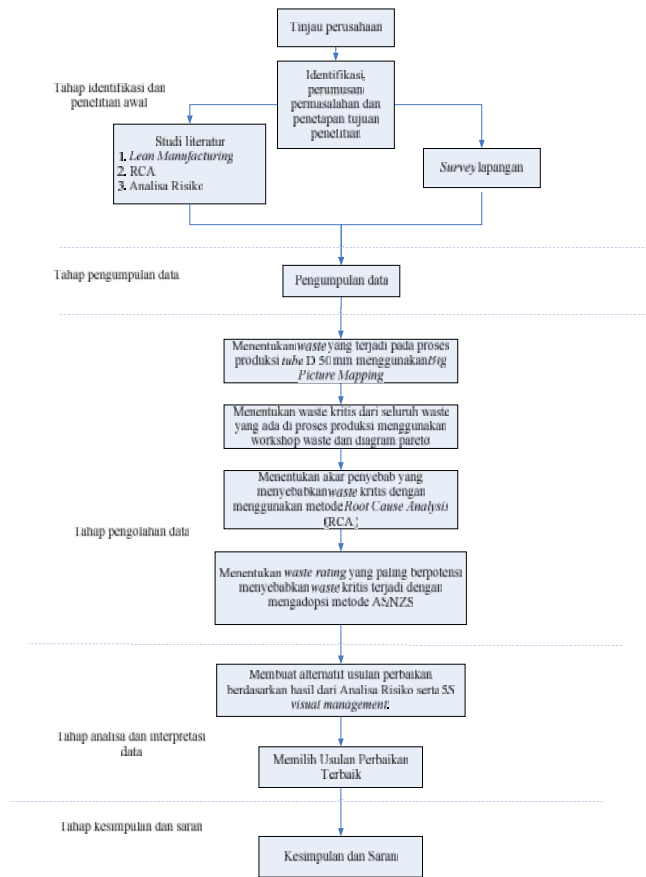 Tinjau perusahaan
Tahap identifikasi dan
penelitian awal
Identifikasi,
perumusan
permasalahan dan
penetapan tujuan
penelitian
Studi literatur
1. Lean Manufacturing
2. RCA
3. Analisa Risiko
Survey lapangan
Tahap pengumpulan data
Pengumpulan data
Menentukan waste yang terjadi pada proses
produksi tube D 50 mm menggunakan Big
Picture Mapping
Menentukan waste kritis dari seluruh waste
yang ada di proses produksi menggunakan
workshop waste dan diagram pareto
Menentukan akar penyebab yang
menyebabkan waste kritis dengan
menggunakan metode Root Cause Analysis
(RCA)
Tahap pengolahan data
Menentukan waste rating yang paling berpotensi
menyebabkan waste kritis terjadi dengan
mengadopsi metode AS/NZS
Membuat alternatif usulan perbaikan
berdasarkan hasil dari Analisa Risiko serta 5S
visual management.
Tahap analisa dan interpretasi
data
Memilih Usulan Perbaikan
Terbaik
Tahap kesimpulan dan saran
Kesimpulan dan Saran